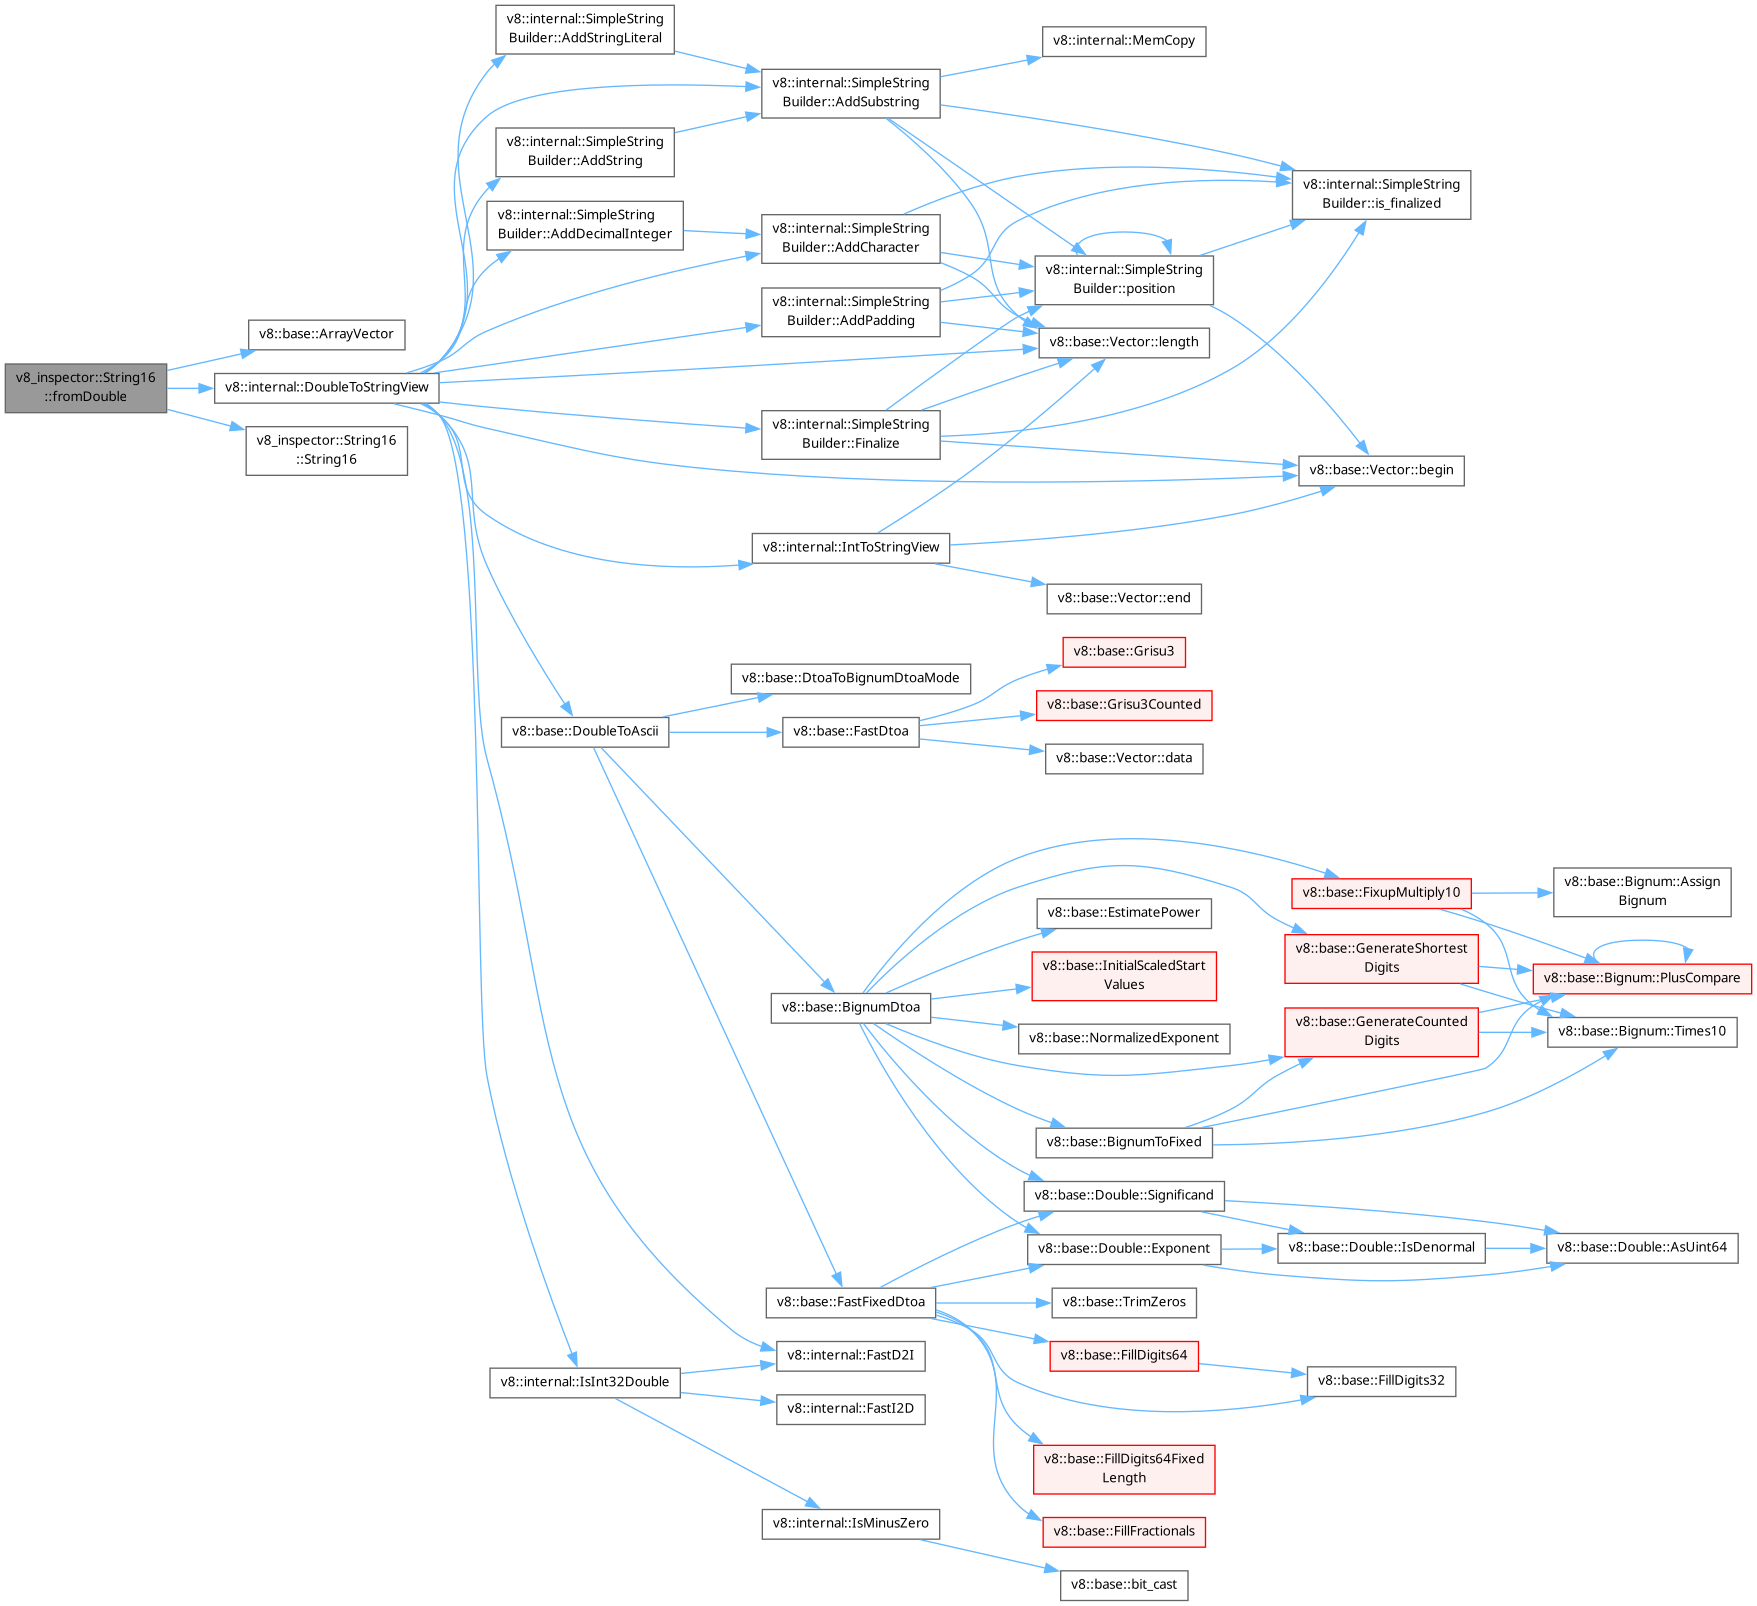 v8_inspector::String16
::fromDouble
v8::base::ArrayVector
v8::internal::DoubleToStringView
v8_inspector::String16
::String16
v8::internal::SimpleString
Builder::AddStringLiteral
v8::internal::SimpleString
Builder::AddString
v8::internal::SimpleString
Builder::AddDecimalInteger
v8::internal::SimpleString
Builder::AddSubstring
v8::internal::SimpleString
Builder::AddCharacter
v8::internal::SimpleString
Builder::AddPadding
v8::internal::SimpleString
Builder::Finalize
v8::internal::IntToStringView
v8::internal::MemCopy
v8::internal::SimpleString
Builder::is_finalized
v8::internal::SimpleString
Builder::position
v8::base::Vector::length
v8::base::Vector::begin
v8::base::Vector::end
v8::base::DoubleToAscii
v8::base::DtoaToBignumDtoaMode
v8::base::FastDtoa
v8::base::Grisu3
v8::base::Grisu3Counted
v8::base::Vector::data
v8::base::BignumDtoa
v8::base::EstimatePower
v8::base::InitialScaledStart
Values
v8::base::NormalizedExponent
v8::base::FixupMultiply10
v8::base::GenerateShortest
Digits
v8::base::GenerateCounted
Digits
v8::base::Bignum::Assign
Bignum
v8::base::Bignum::PlusCompare
v8::base::Bignum::Times10
v8::base::BignumToFixed
v8::base::Double::Significand
v8::base::Double::Exponent
v8::base::Double::IsDenormal
v8::base::Double::AsUint64
v8::base::FastFixedDtoa
v8::base::TrimZeros
v8::base::FillDigits64
v8::base::FillDigits32
v8::base::FillDigits64Fixed
Length
v8::base::FillFractionals
v8::internal::IsInt32Double
v8::internal::FastD2I
v8::internal::FastI2D
v8::internal::IsMinusZero
v8::base::bit_cast